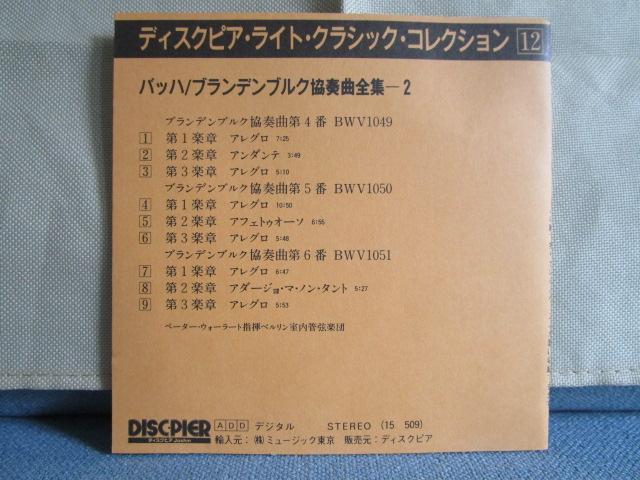 ディスクピア・ライト・クラシック・コレクション 12
バッハ/ブランデンブルク協奏曲全集－2
ブランデンブルク協奏曲第4番 BWV1049
1 第1楽章 アレグロ 7:25
2 第2楽章 アンダンテ 3:49
3 第3楽章 アレグロ 5:10
ブランデンブルク協奏曲第5番 BWV1050
4 第1楽章 アレグロ 10:50
5 第2楽章 アフェトゥオーソ 6:55
6 第3楽章 アレグロ 5:48
ブランデンブルク協奏曲第6番 BWV1051
7 第1楽章 アレグロ 6:47
8 第2楽章 アダージョ・マ・ノン・タント 5:27
9 第3楽章 アレグロ 5:53
ペーター・ウォーラート指揮ベルリン室内管弦楽団
DISC-PIER ADD デジタル STEREO (15 509)
ディスクピア Joshin 輸入元：㈱ミュージック東京 販売元：ディスクピア